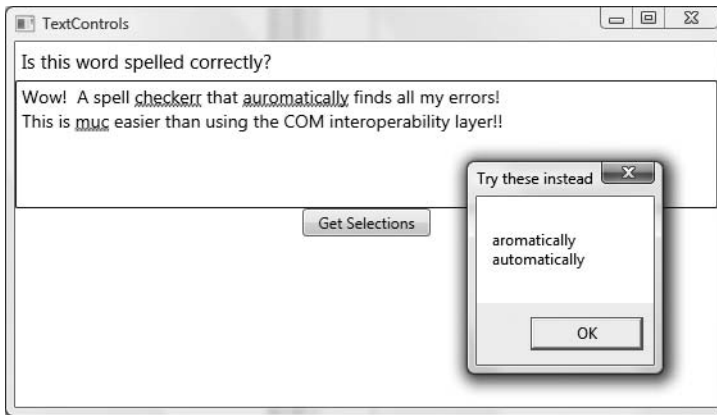 TextControls
Is this word spelled correctly?
Wow!  A spell checkerr that auromatically finds all my errors!
This is muc easier than using the COM interoperability layer!!
Get Selections
Try these instead
aromatically
automatically
OK